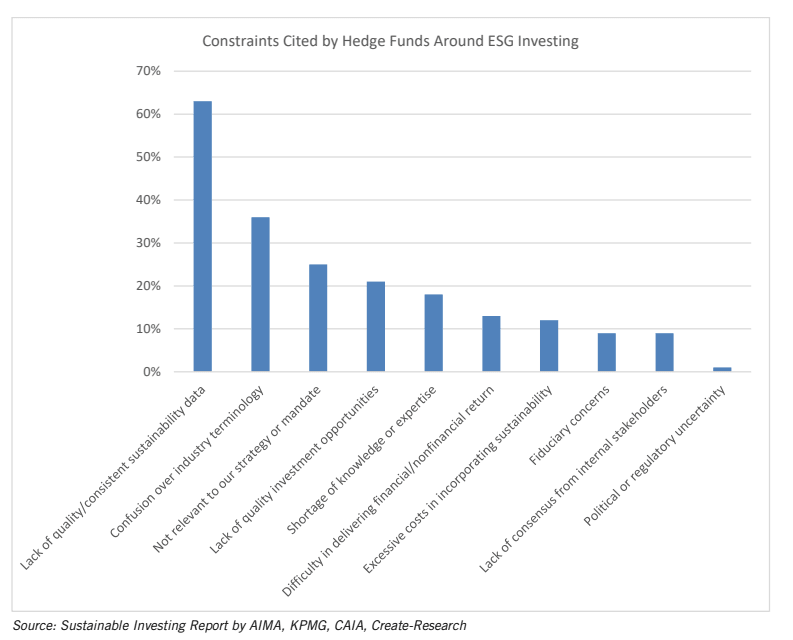 Constraints Cited by Hedge Funds Around ESG Investing
70%
60%
50%
40%
30%
20%
10%
0%
Lack of quality/consistent sustainability data
Confusion over industry terminology
Not relevant to our strategy or mandate
Lack of quality investment opportunities
Shortage of knowledge or expertise
Difficulty in delivering financial/nonfinancial return
Excessive costs in incorporating sustainability
Fiduciary concerns
Lack of consensus from internal stakeholders
Political or regulatory uncertainty
Source: Sustainable Investing Report by AIMA, KPMG, CAIA, Create-Research